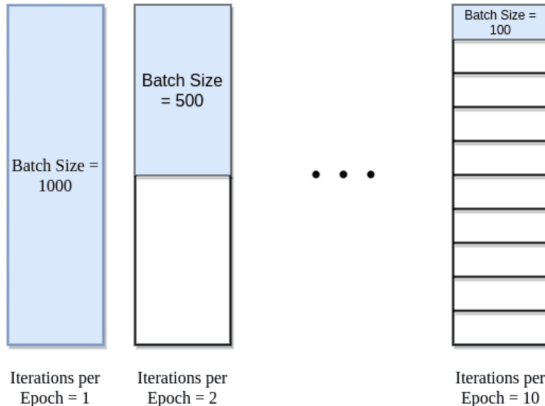 Batch Size =
1000
Batch Size
= 500
Batch Size =
100
Iterations per
Epoch = 1
Iterations per
Epoch = 2
Iterations per
Epoch = 10